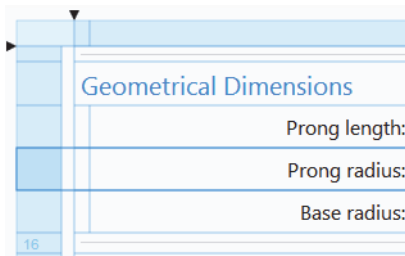 Geometrical Dimensions
Prong length:
Prong radius:
Base radius:
16